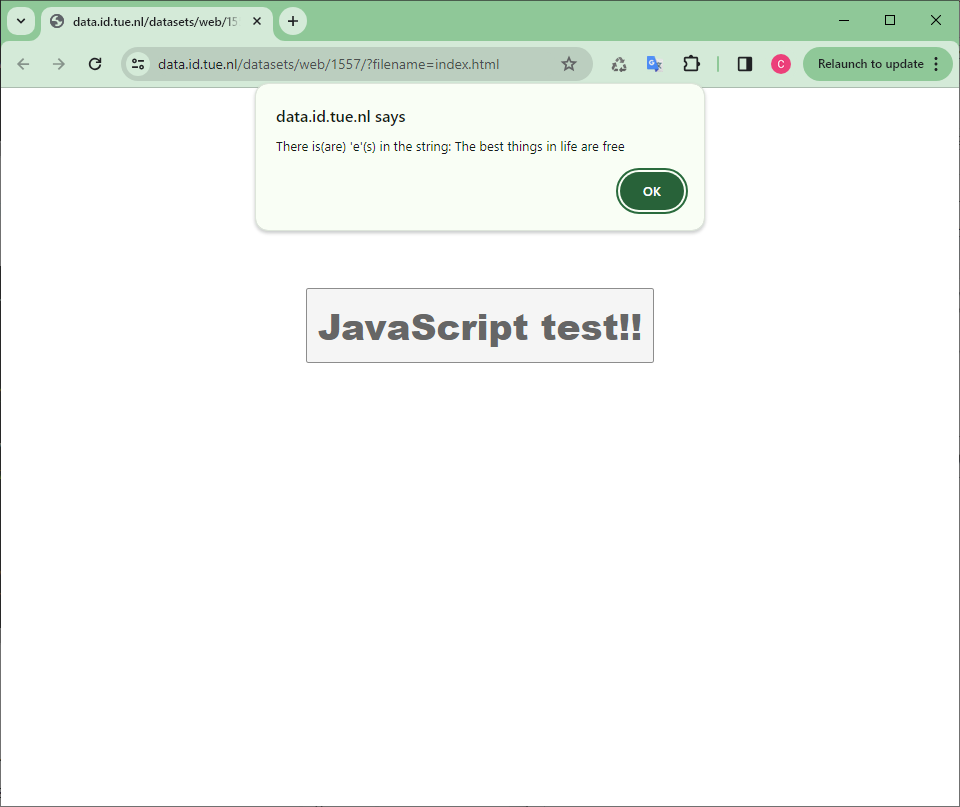 data.id.tue.nl/datasets/web/15
data.id.tue.nl/datasets/web/1557/?filename=index.html
C
Relaunch to update
data.id.tue.nl says
There is(are) 'e'(s) in the string: The best things in life are free
OK
JavaScript test!!